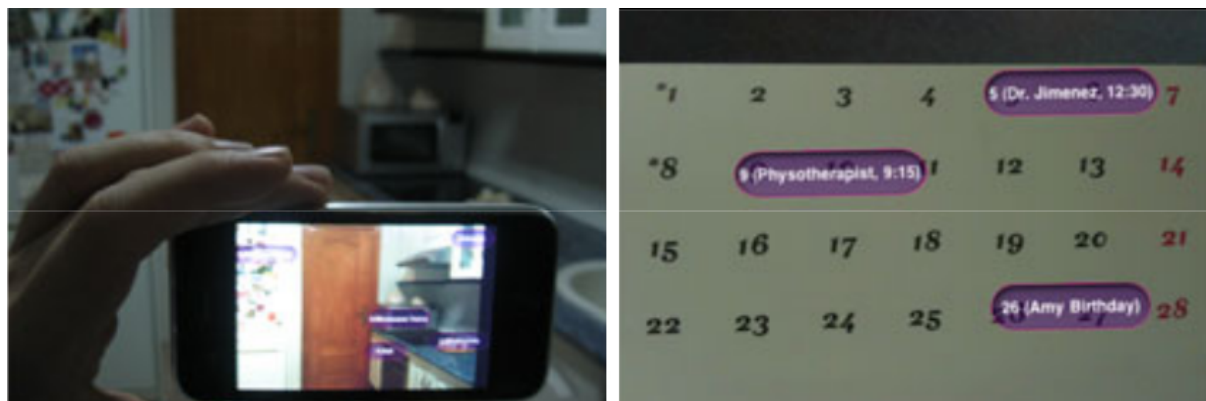 *1 2 3 4 5 (Dr. Jimenez, 12:30) 7
*8 9 (Physotherapist, 9:15) 11 12 13 14
15 16 17 18 19 20 21
22 23 24 25 26 (Amy Birthday) 28